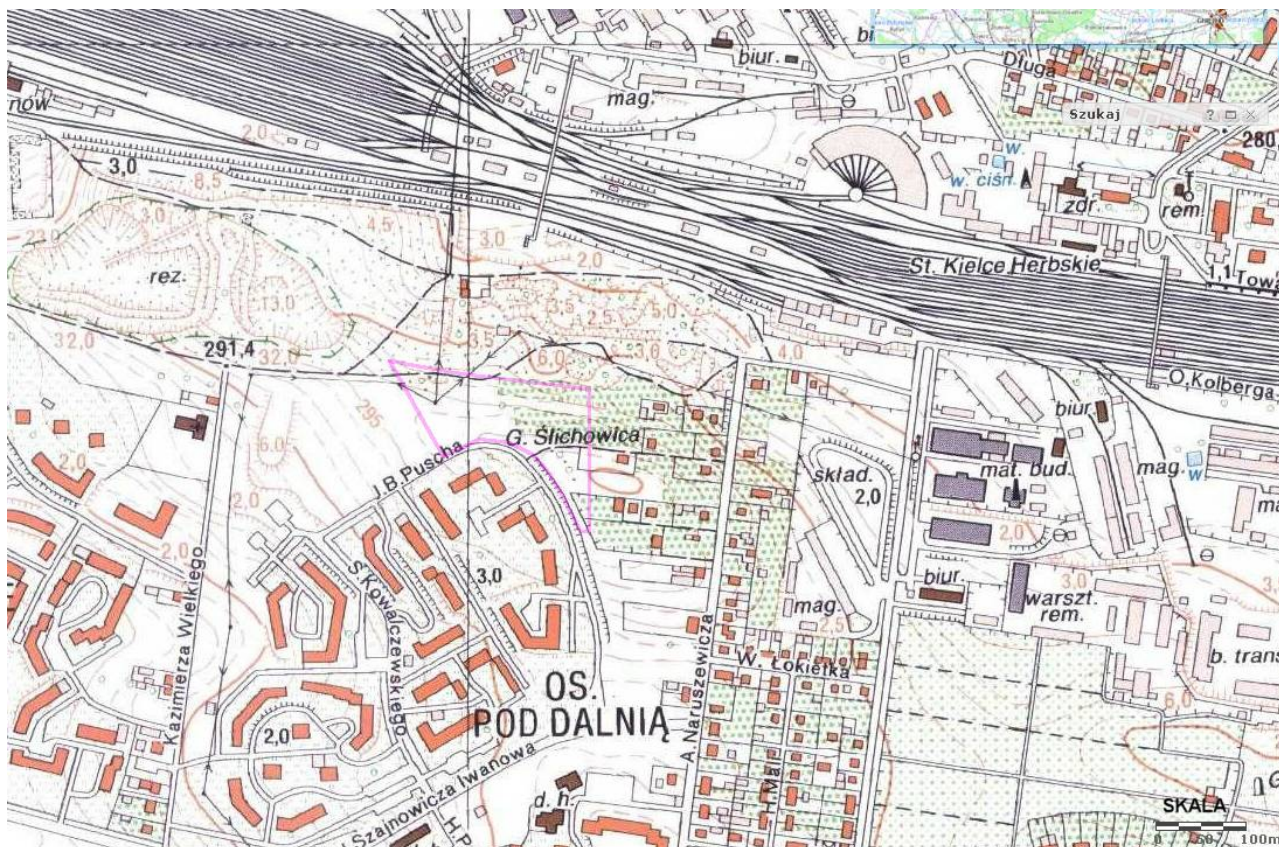 biur.
mag.
Długa
Szukaj
280,
w.
w. ciśn.
zdr.
rem.
nów
2,0
3,0
8,5
4,5
3,0
2,0
St. Kielce Herbskie
1,1
Towa
23,0
3,0
rez.
13,0
3,5
2,5
5,0
32,0
291,4
32,0
3,5
6,0
3,0
4,0
O. Kolberga
295
6,0
2,0
2,0
J.B. Puscha
G. Ślichowica
biur.
mat. bud.
mag.
w.
skład.
2,0
2,0
2,0
Kazimierza Wielkiego
S. Kowalczewskiego
3,0
biur.
warszt.
rem.
3,0
mag.
2,5
b. trans
W. Łokietka
A. Naruszewicza
OS.
POD DALNIĄ
2,0
6,0
1 Maja
Szajnowicza Iwanowa
d. h.
H.P
SKALA
0 50 100m